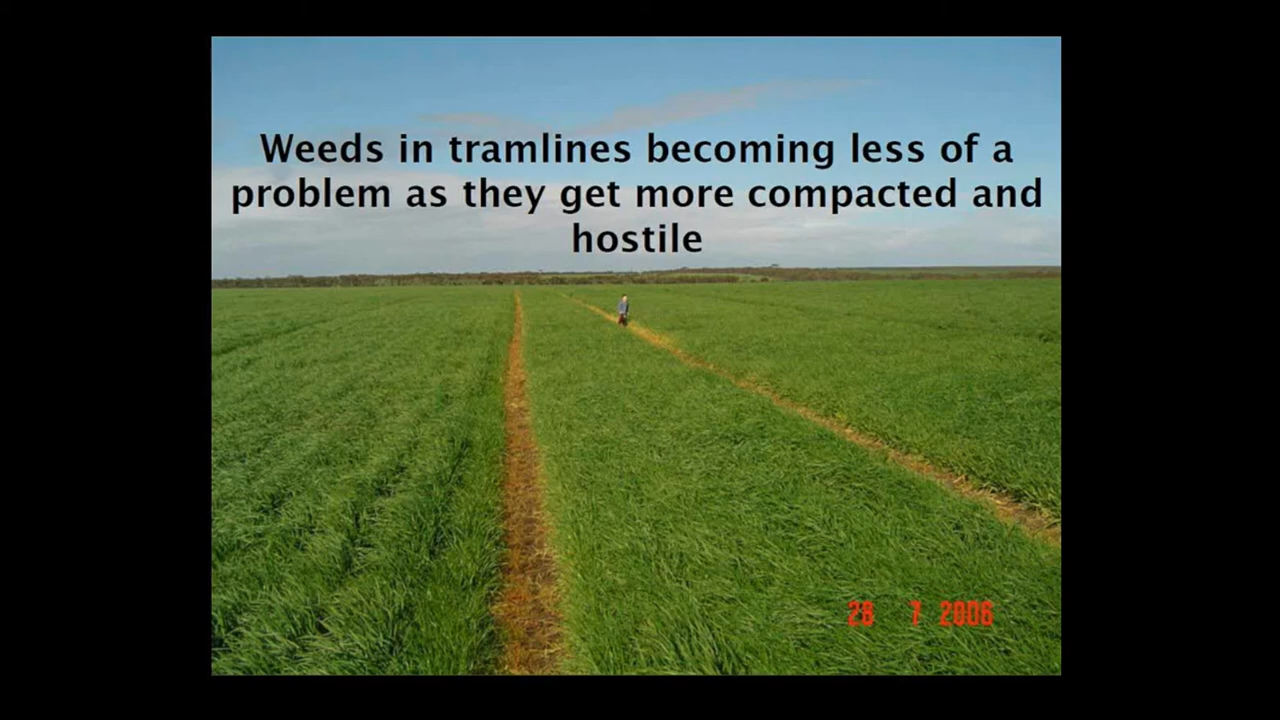 Weeds in tramlines becoming less of a
problem as they get more compacted and
hostile
28 7 2006